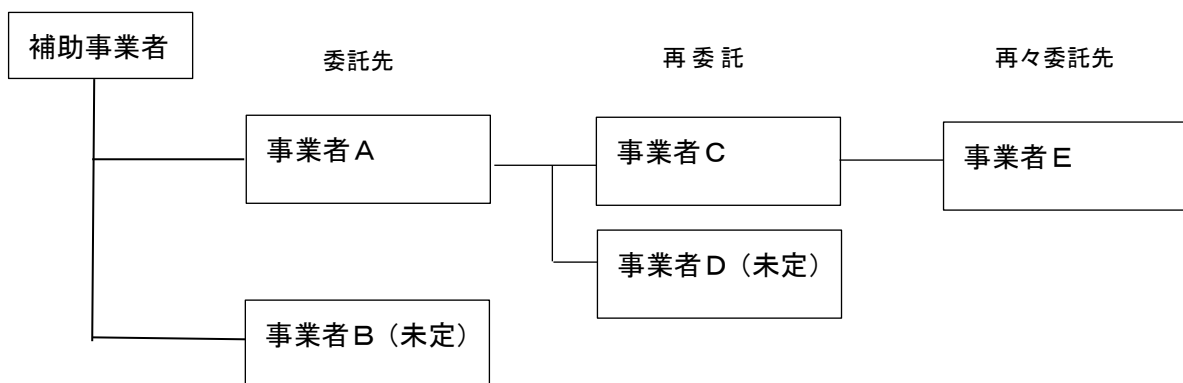 補助事業者
委託先
再委託
再々委託先
事業者A
事業者C
事業者E
事業者D（未定）
事業者B（未定）